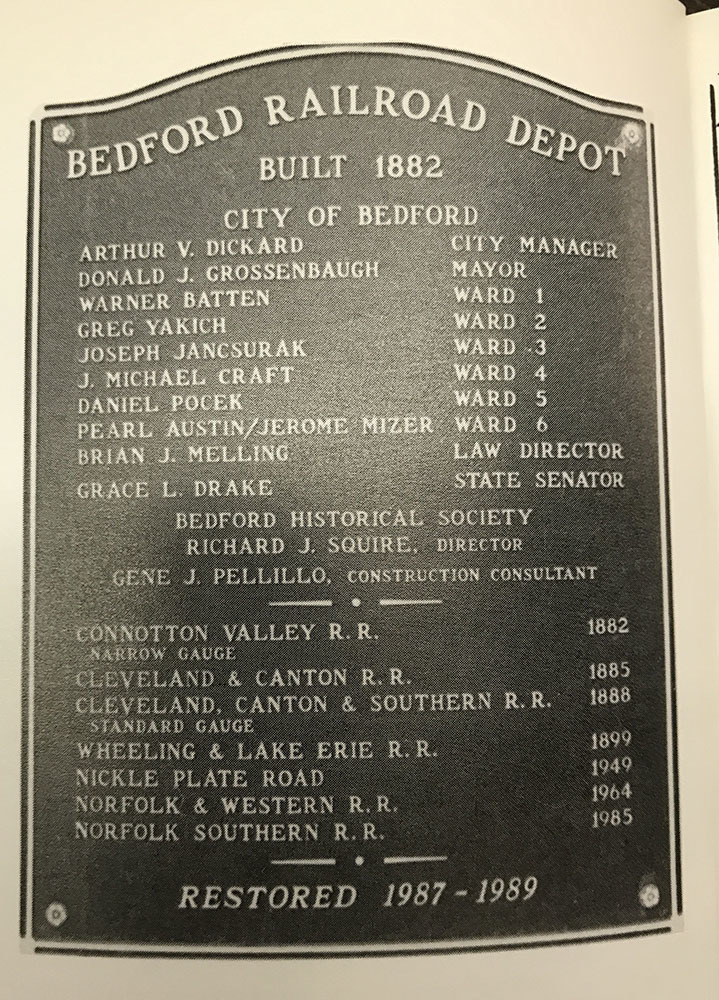 BEDFORD RAILROAD DEPOT
BUILT 1882
CITY OF BEDFORD
ARTHUR V. DICKARD CITY MANAGER
DONALD J. GROSSENBAUGH MAYOR
WARNER BATTEN WARD 1
GREG YAKICH WARD 2
JOSEPH JANCSURAK WARD 3
J. MICHAEL CRAFT WARD 4
DANIEL POCEK WARD 5
PEARL AUSTIN/JEROME MIZER WARD 6
BRIAN J. MELLING LAW DIRECTOR
GRACE L. DRAKE STATE SENATOR
BEDFORD HISTORICAL SOCIETY
RICHARD J. SQUIRE, DIRECTOR
GENE J. PELLILLO, CONSTRUCTION CONSULTANT
CONNOTTON VALLEY R.R. 1882
NARROW GAUGE
CLEVELAND & CANTON R.R. 1885
CLEVELAND, CANTON & SOUTHERN R.R. 1888
STANDARD GAUGE
WHEELING & LAKE ERIE R.R. 1899
NICKLE PLATE ROAD 1949
NORFOLK & WESTERN R.R. 1964
NORFOLK SOUTHERN R.R. 1985
RESTORED 1987 - 1989